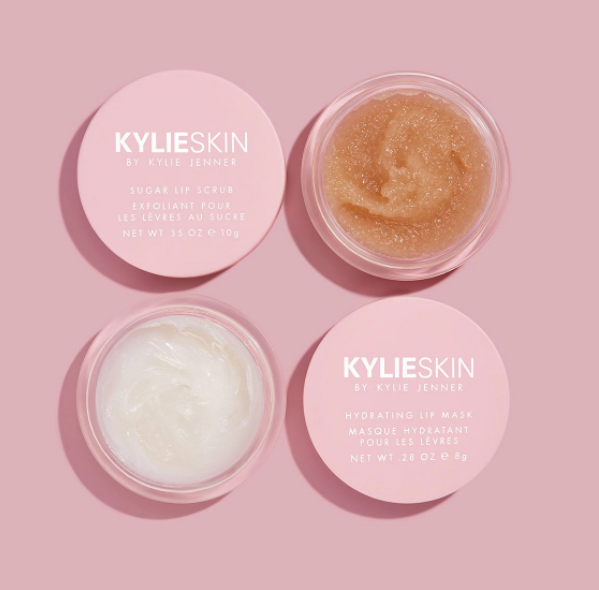 KYLIESKIN
BY KYLIE JENNER
SUGAR LIP SCRUB
EXFOLIANT POUR
LES LÈVRES AU SUCRE
NET WT .35 OZ ℮ 10g
KYLIESKIN
BY KYLIE JENNER
HYDRATING LIP MASK
MASQUE HYDRATANT
POUR LES LÈVRES
NET WT .28 OZ ℮ 8g